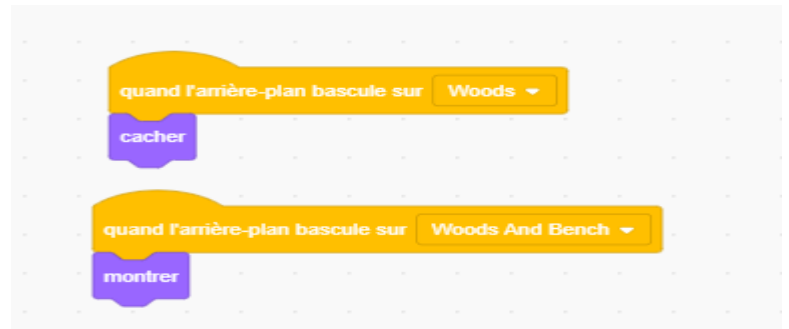 quand l'arrière-plan bascule sur Woods
cacher
quand l'arrière-plan bascule sur Woods And Bench
montrer